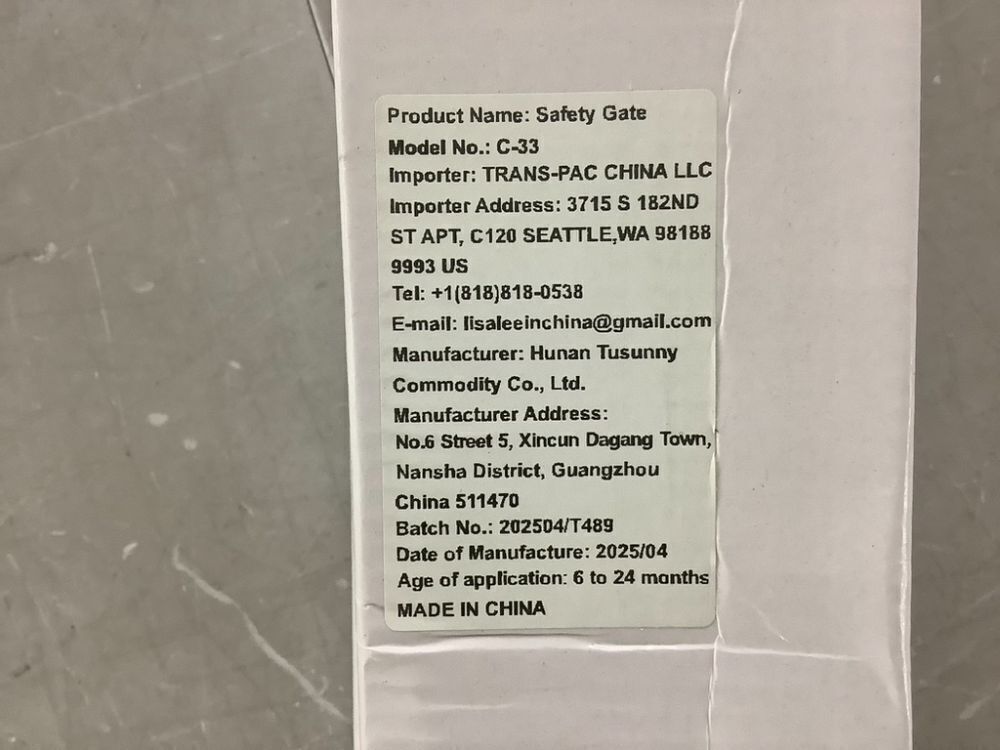 Product Name: Safety Gate
Model No.: C-33
Importer: TRANS-PAC CHINA LLC
Importer Address: 3715 S 182ND
ST APT, C120 SEATTLE,WA 98188
9993 US
Tel: +1(818)818-0538
E-mail: lisaleeinchina@gmail.com
Manufacturer: Hunan Tusunny
Commodity Co., Ltd.
Manufacturer Address:
No.6 Street 5, Xincun Dagang Town,
Nansha District, Guangzhou
China 511470
Batch No.: 202504/T489
Date of Manufacture: 2025/04
Age of application: 6 to 24 months
MADE IN CHINA